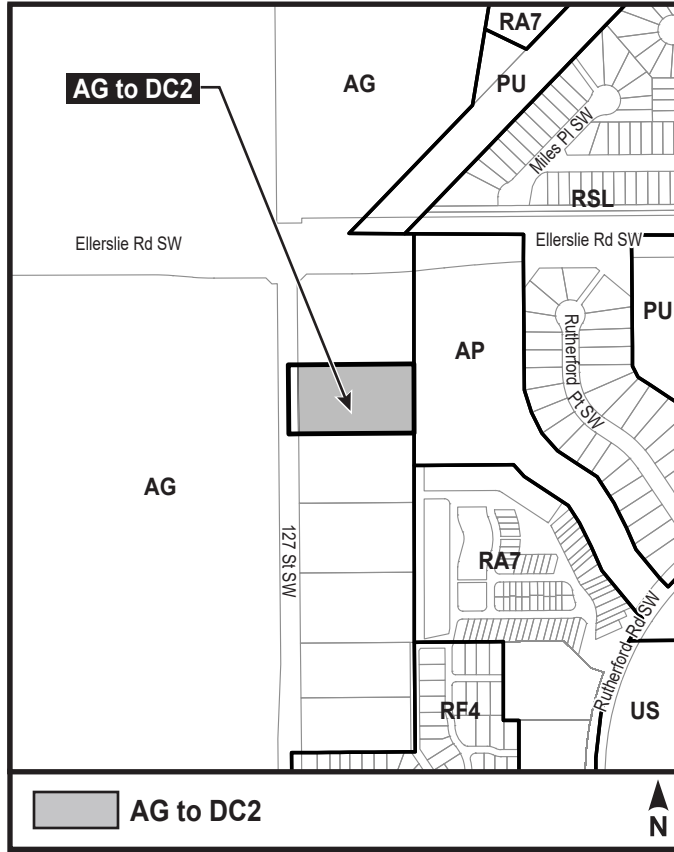 RA7
AG
PU
AG to DC2
Miles Pl SW
RSL
Ellerslie Rd SW
Ellerslie Rd SW
PU
AP
Rutherford Pt SW
AG
127 St SW
RA7
Rutherford Rd SW
RF4
US
AG to DC2
N